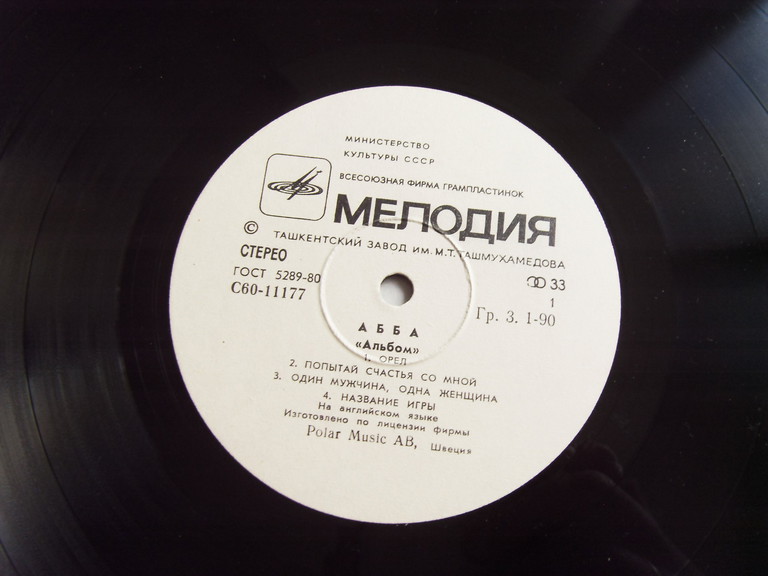 МИНИСТЕРСТВО
КУЛЬТУРЫ СССР
ВСЕСОЮЗНАЯ ФИРМА ГРАМПЛАСТИНОК
МЕЛОДИЯ
© ТАШКЕНТСКИЙ ЗАВОД ИМ. М.Т.ТАШМУХАМЕДОВА
СТЕРЕО
ГОСТ 5289-80
33
С60-11177
1
Гр. 3. 1-90
АББА
«Альбом»
1. ОРЕЛ
2. ПОПЫТАЙ СЧАСТЬЯ СО МНОЙ
3. ОДИН МУЖЧИНА, ОДНА ЖЕНЩИНА
4. НАЗВАНИЕ ИГРЫ
На английском языке
Изготовлено по лицензии фирмы
Polar Music AB, Швеция